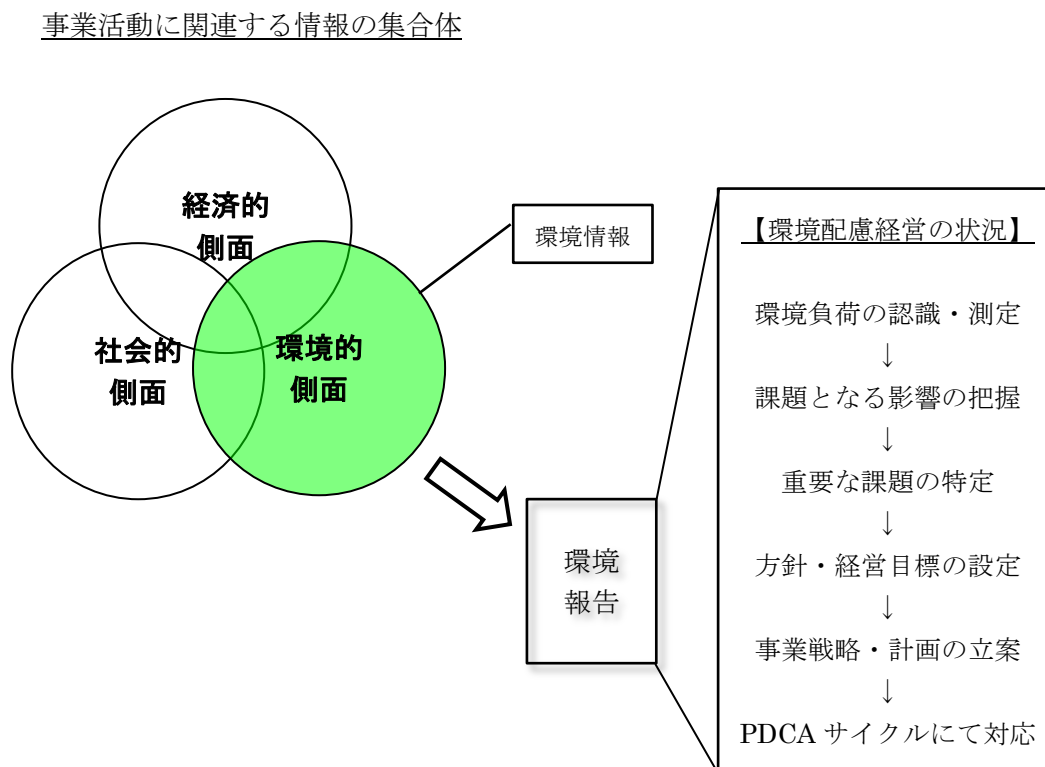 事業活動に関連する情報の集合体
経済的
側面
環境情報
社会的
側面
環境的
側面
環境
報告
【環境配慮経営の状況】
環境負荷の認識・測定
↓
課題となる影響の把握
↓
重要な課題の特定
↓
方針・経営目標の設定
↓
事業戦略・計画の立案
↓
PDCA サイクルにて対応